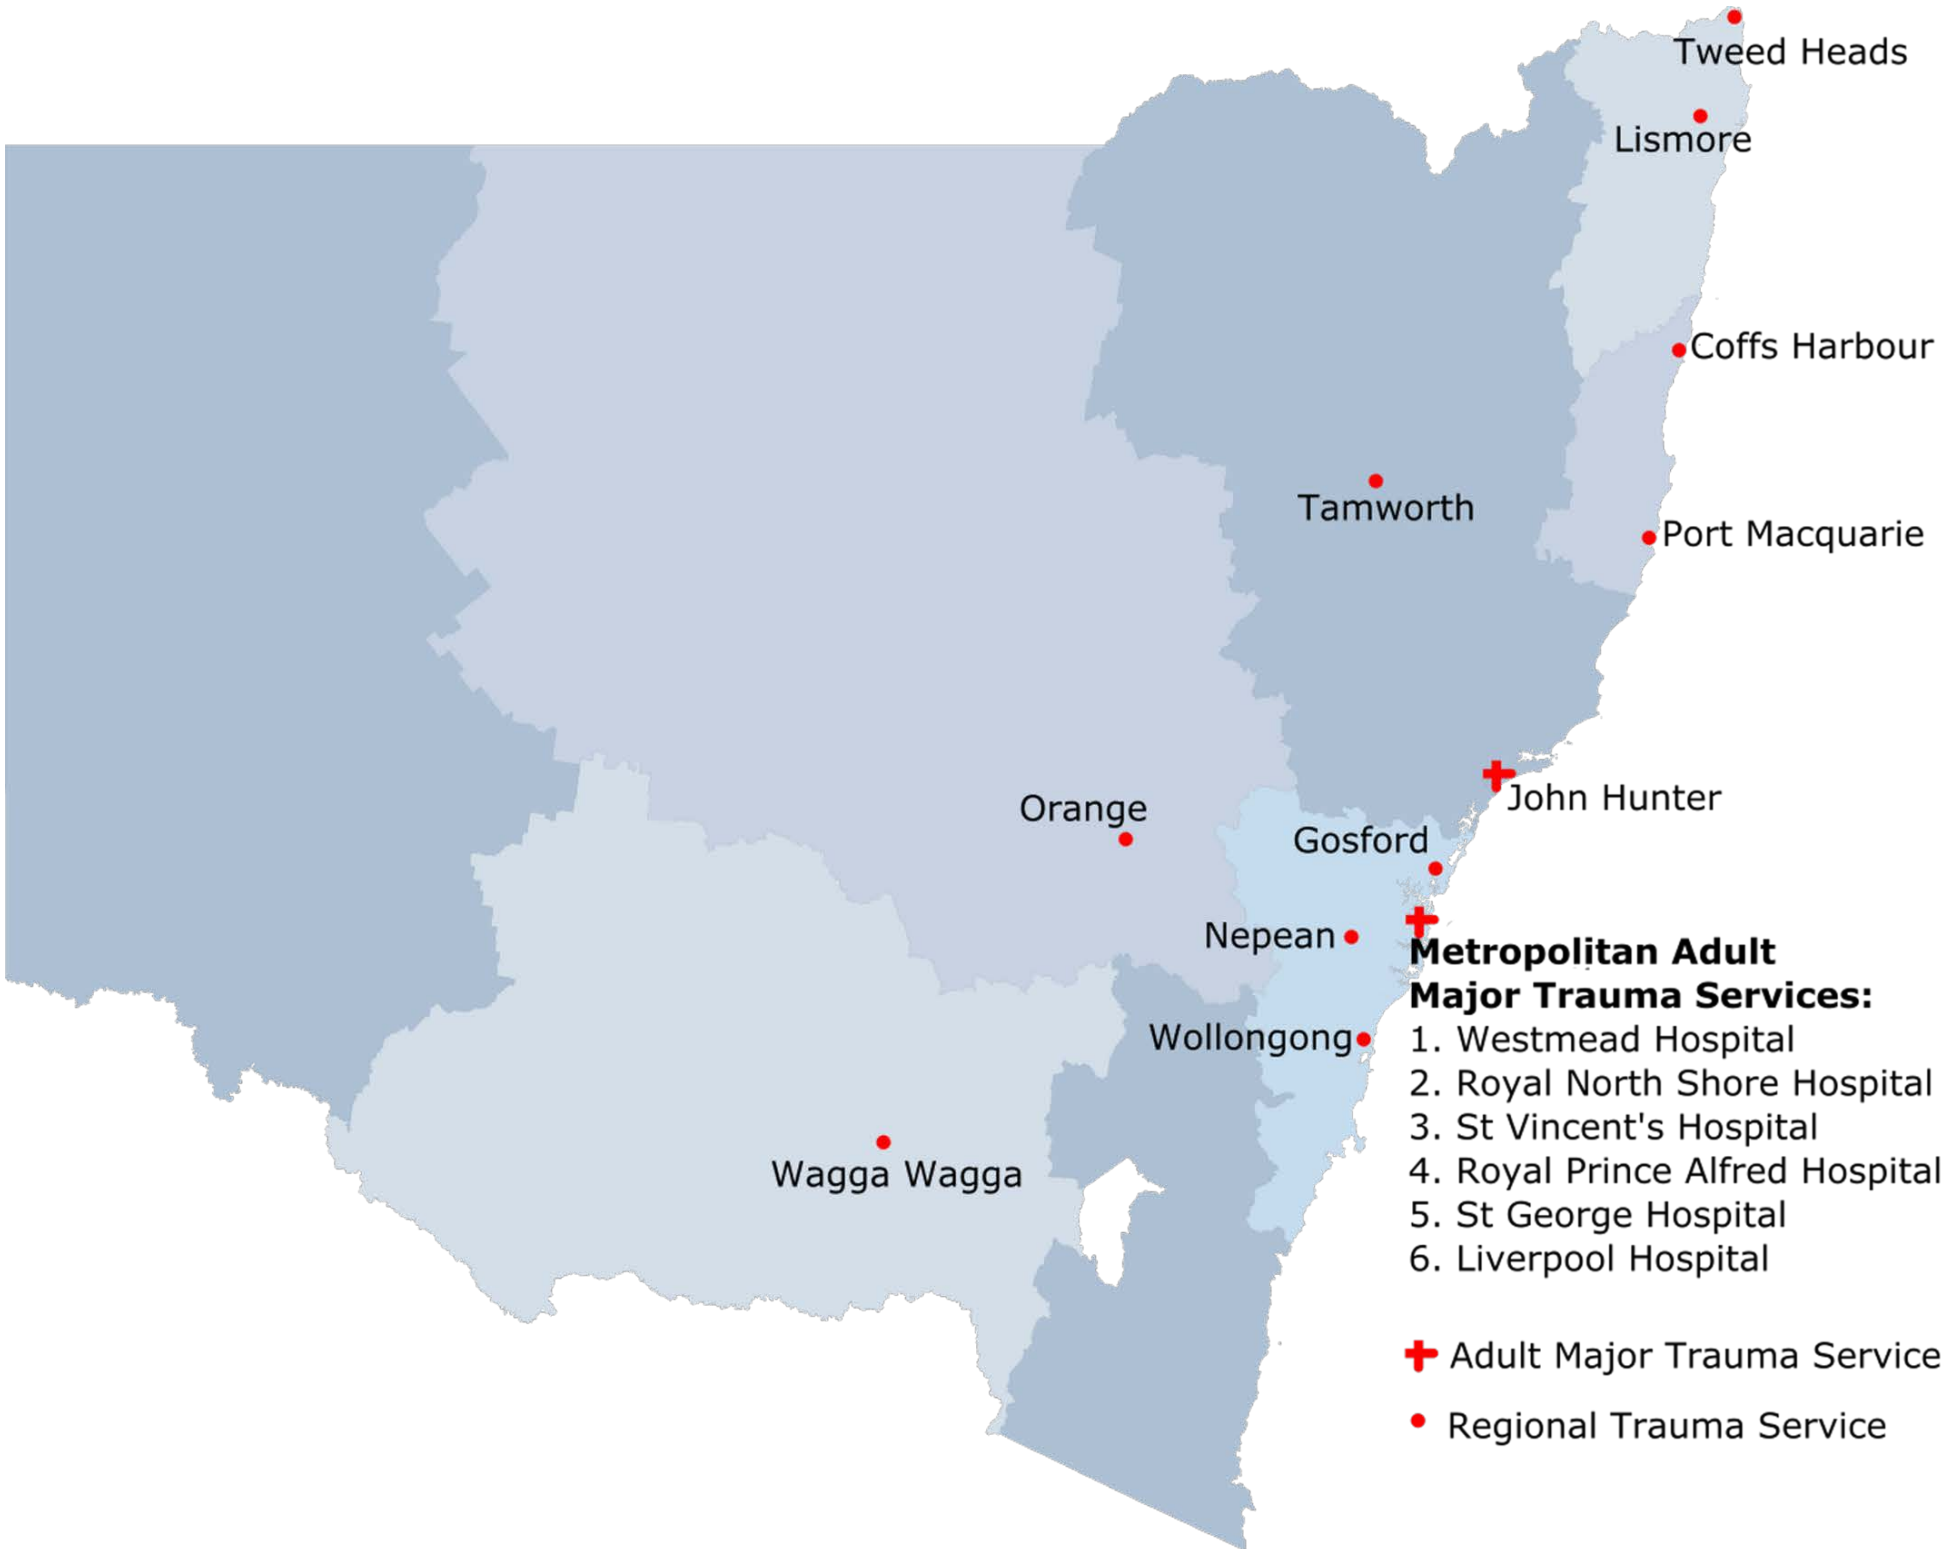 Tweed Heads
Lismore
Coffs Harbour
Tamworth
Port Macquarie
John Hunter
Orange
Gosford
Nepean
Metropolitan Adult
Major Trauma Services:
Wollongong
1. Westmead Hospital
2. Royal North Shore Hospital
3. St Vincent's Hospital
4. Royal Prince Alfred Hospital
5. St George Hospital
6. Liverpool Hospital
Wagga Wagga
Adult Major Trauma Service
Regional Trauma Service